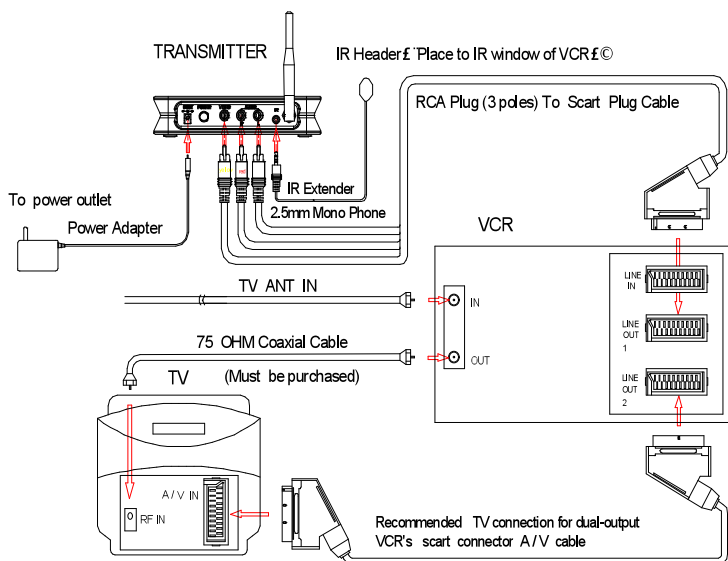 TRANSMITTER
IR Header£¨Place to IR window of VCR£©
RCA Plug (3 poles) To Scart Plug Cable
IR Extender
2.5mm Mono Phone
To power outlet
Power Adapter
VCR
LINE
IN
LINE
OUT
1
LINE
OUT
2
TV ANT IN
IN
75 OHM Coaxial Cable
OUT
TV
(Must be purchased)
A / V IN
RF IN
Recommended TV connection for dual-output
VCR's scart connector A / V cable